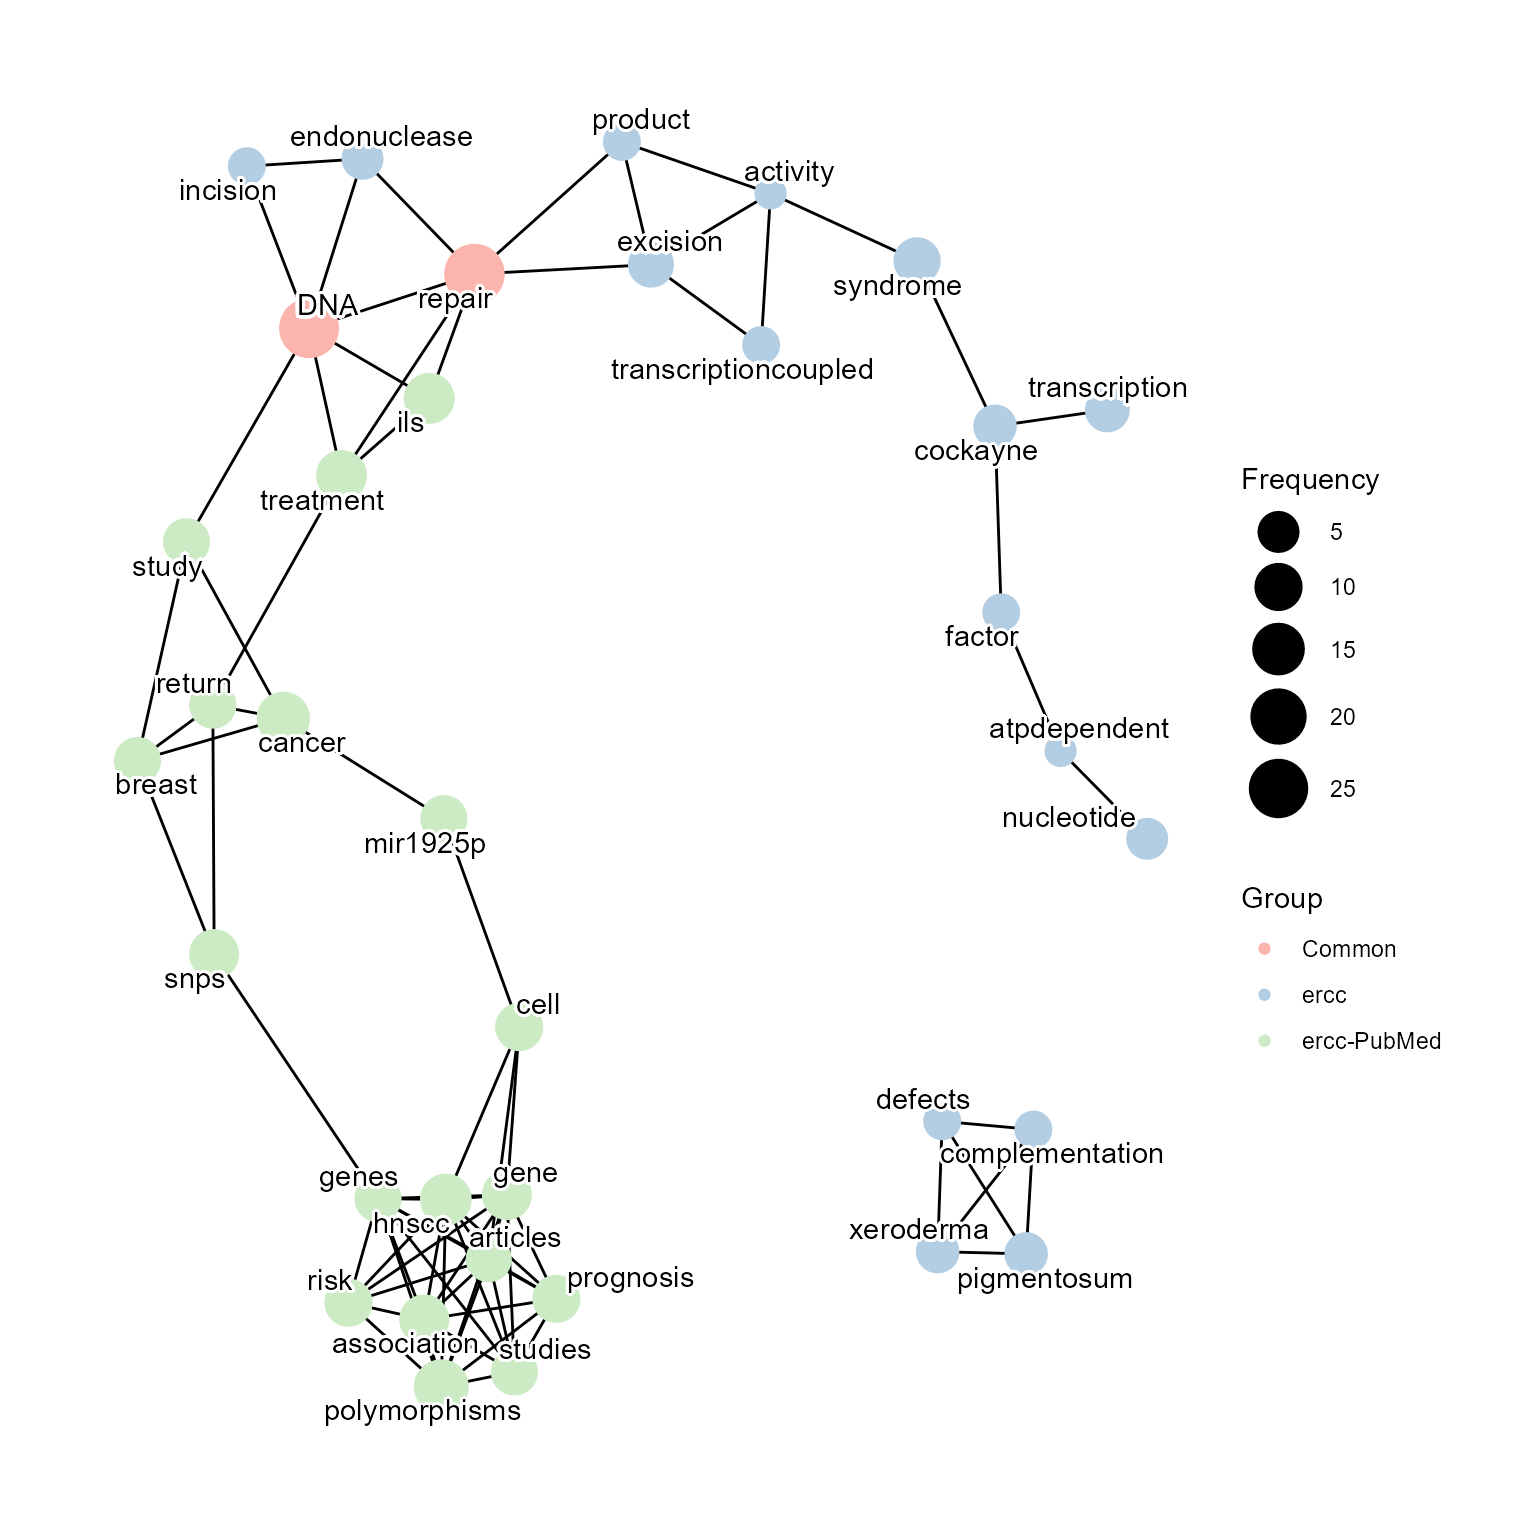 product
endonuclease
activity
incision
excision
syndrome
repair
DNA
transcriptioncoupled
transcription
ils
cockayne
treatment
study
factor
return
atpdependent
cancer
breast
nucleotide
mir1925p
snps
cell
defects
complementation
genes
gene
hnscc
articles
xeroderma
risk
prognosis
pigmentosum
association
studies
polymorphisms
Frequency
5
10
15
20
25
Group
Common
ercc
ercc-PubMed